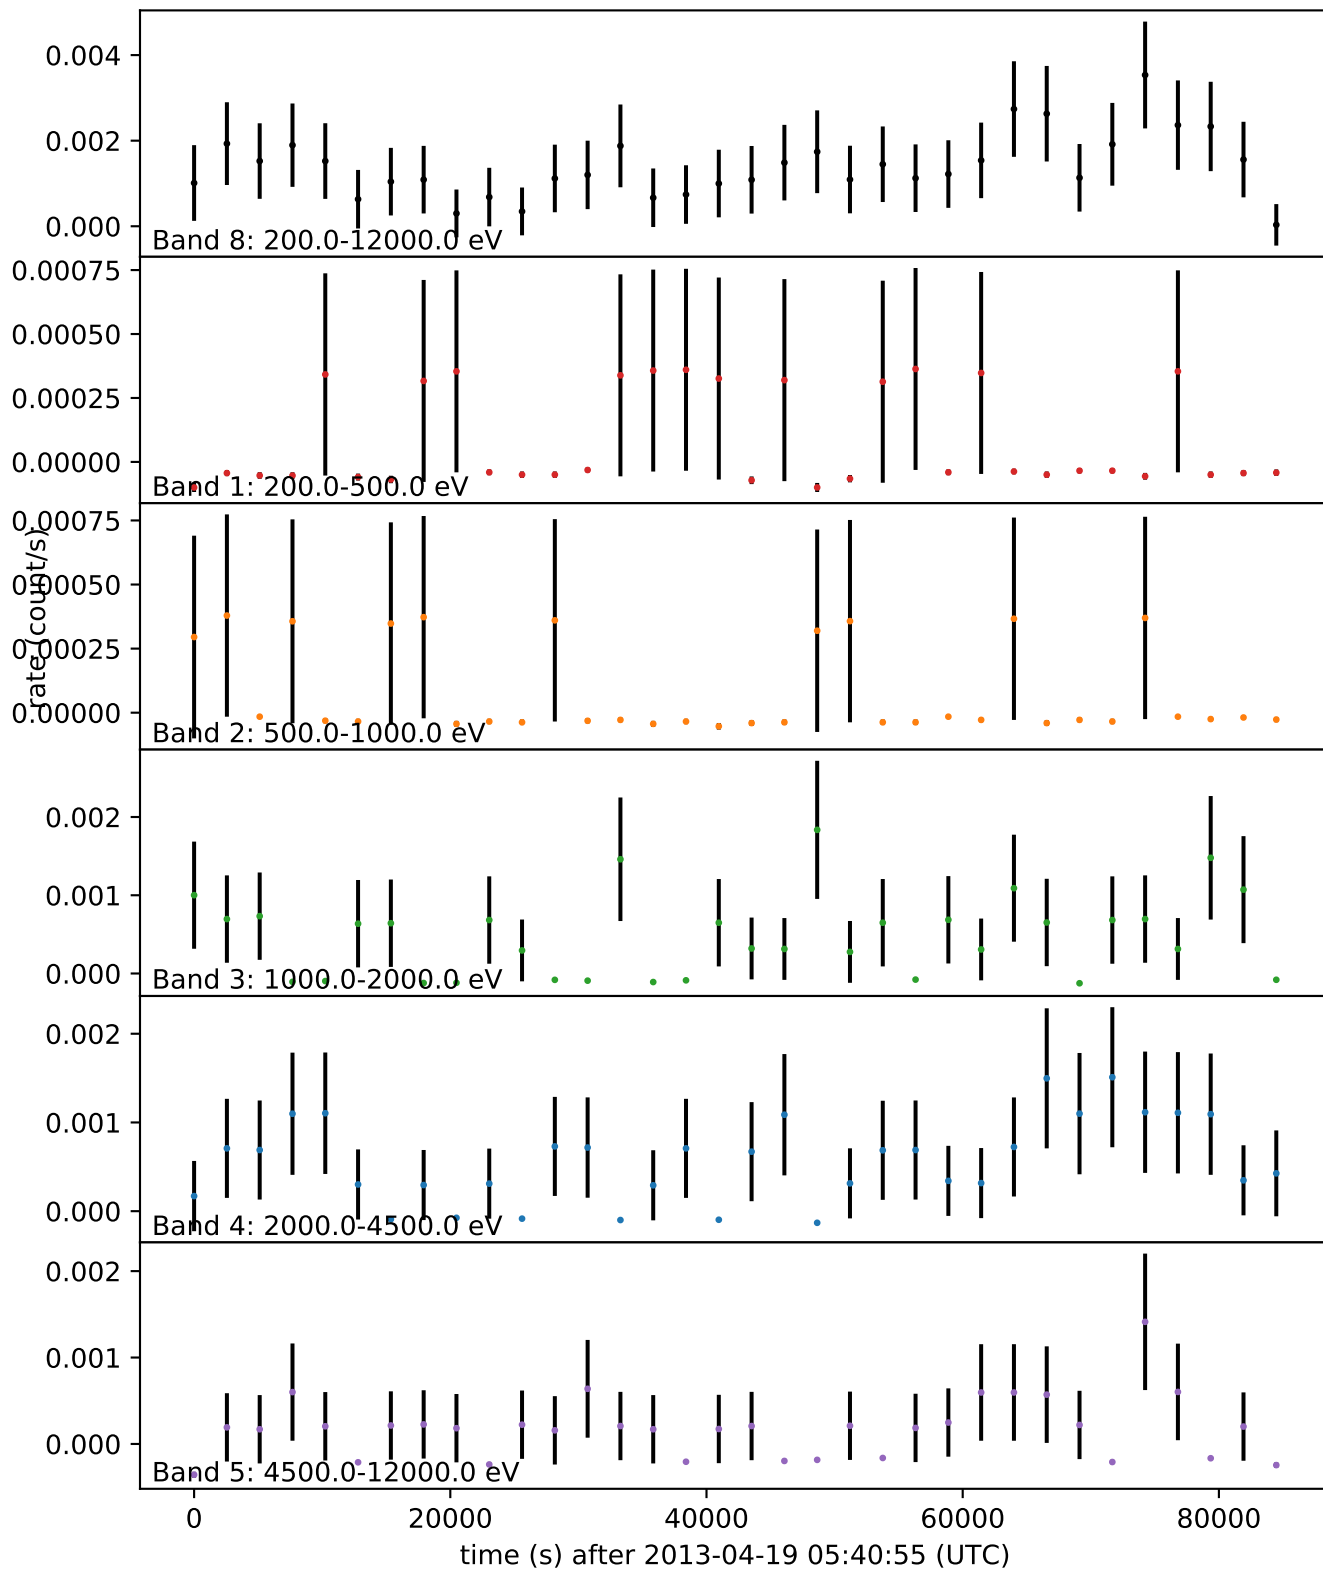 0.004
0.002
0.000
Band 8: 200.0-12000.0 eV
0.00075
0.00050
0.00025
0.00000
Band 1: 200.0-500.0 eV
rate (count/s)
0.00075
0.00050
0.00025
0.00000
Band 2: 500.0-1000.0 eV
0.002
0.001
0.000
Band 3: 1000.0-2000.0 eV
0.002
0.001
0.000
Band 4: 2000.0-4500.0 eV
0.002
0.001
0.000
Band 5: 4500.0-12000.0 eV
0 20000 40000 60000 80000
time (s) after 2013-04-19 05:40:55 (UTC)